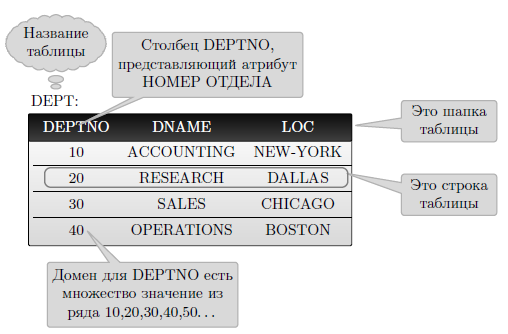 Название
таблицы
Столбец DEPTNO,
представляющий атрибут
НОМЕР ОТДЕЛА
DEPT:
DEPTNO DNAME LOC
10 ACCOUNTING NEW-YORK
20 RESEARCH DALLAS
30 SALES CHICAGO
40 OPERATIONS BOSTON
Это шапка
таблицы
Это строка
таблицы
Домен для DEPTNO есть
множество значение из
ряда 10,20,30,40,50...